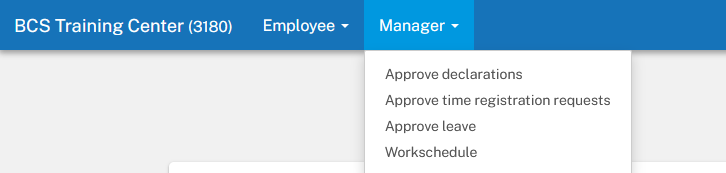 BCS Training Center (3180) Employee Manager
Approve declarations
Approve time registration requests
Approve leave
Workschedule